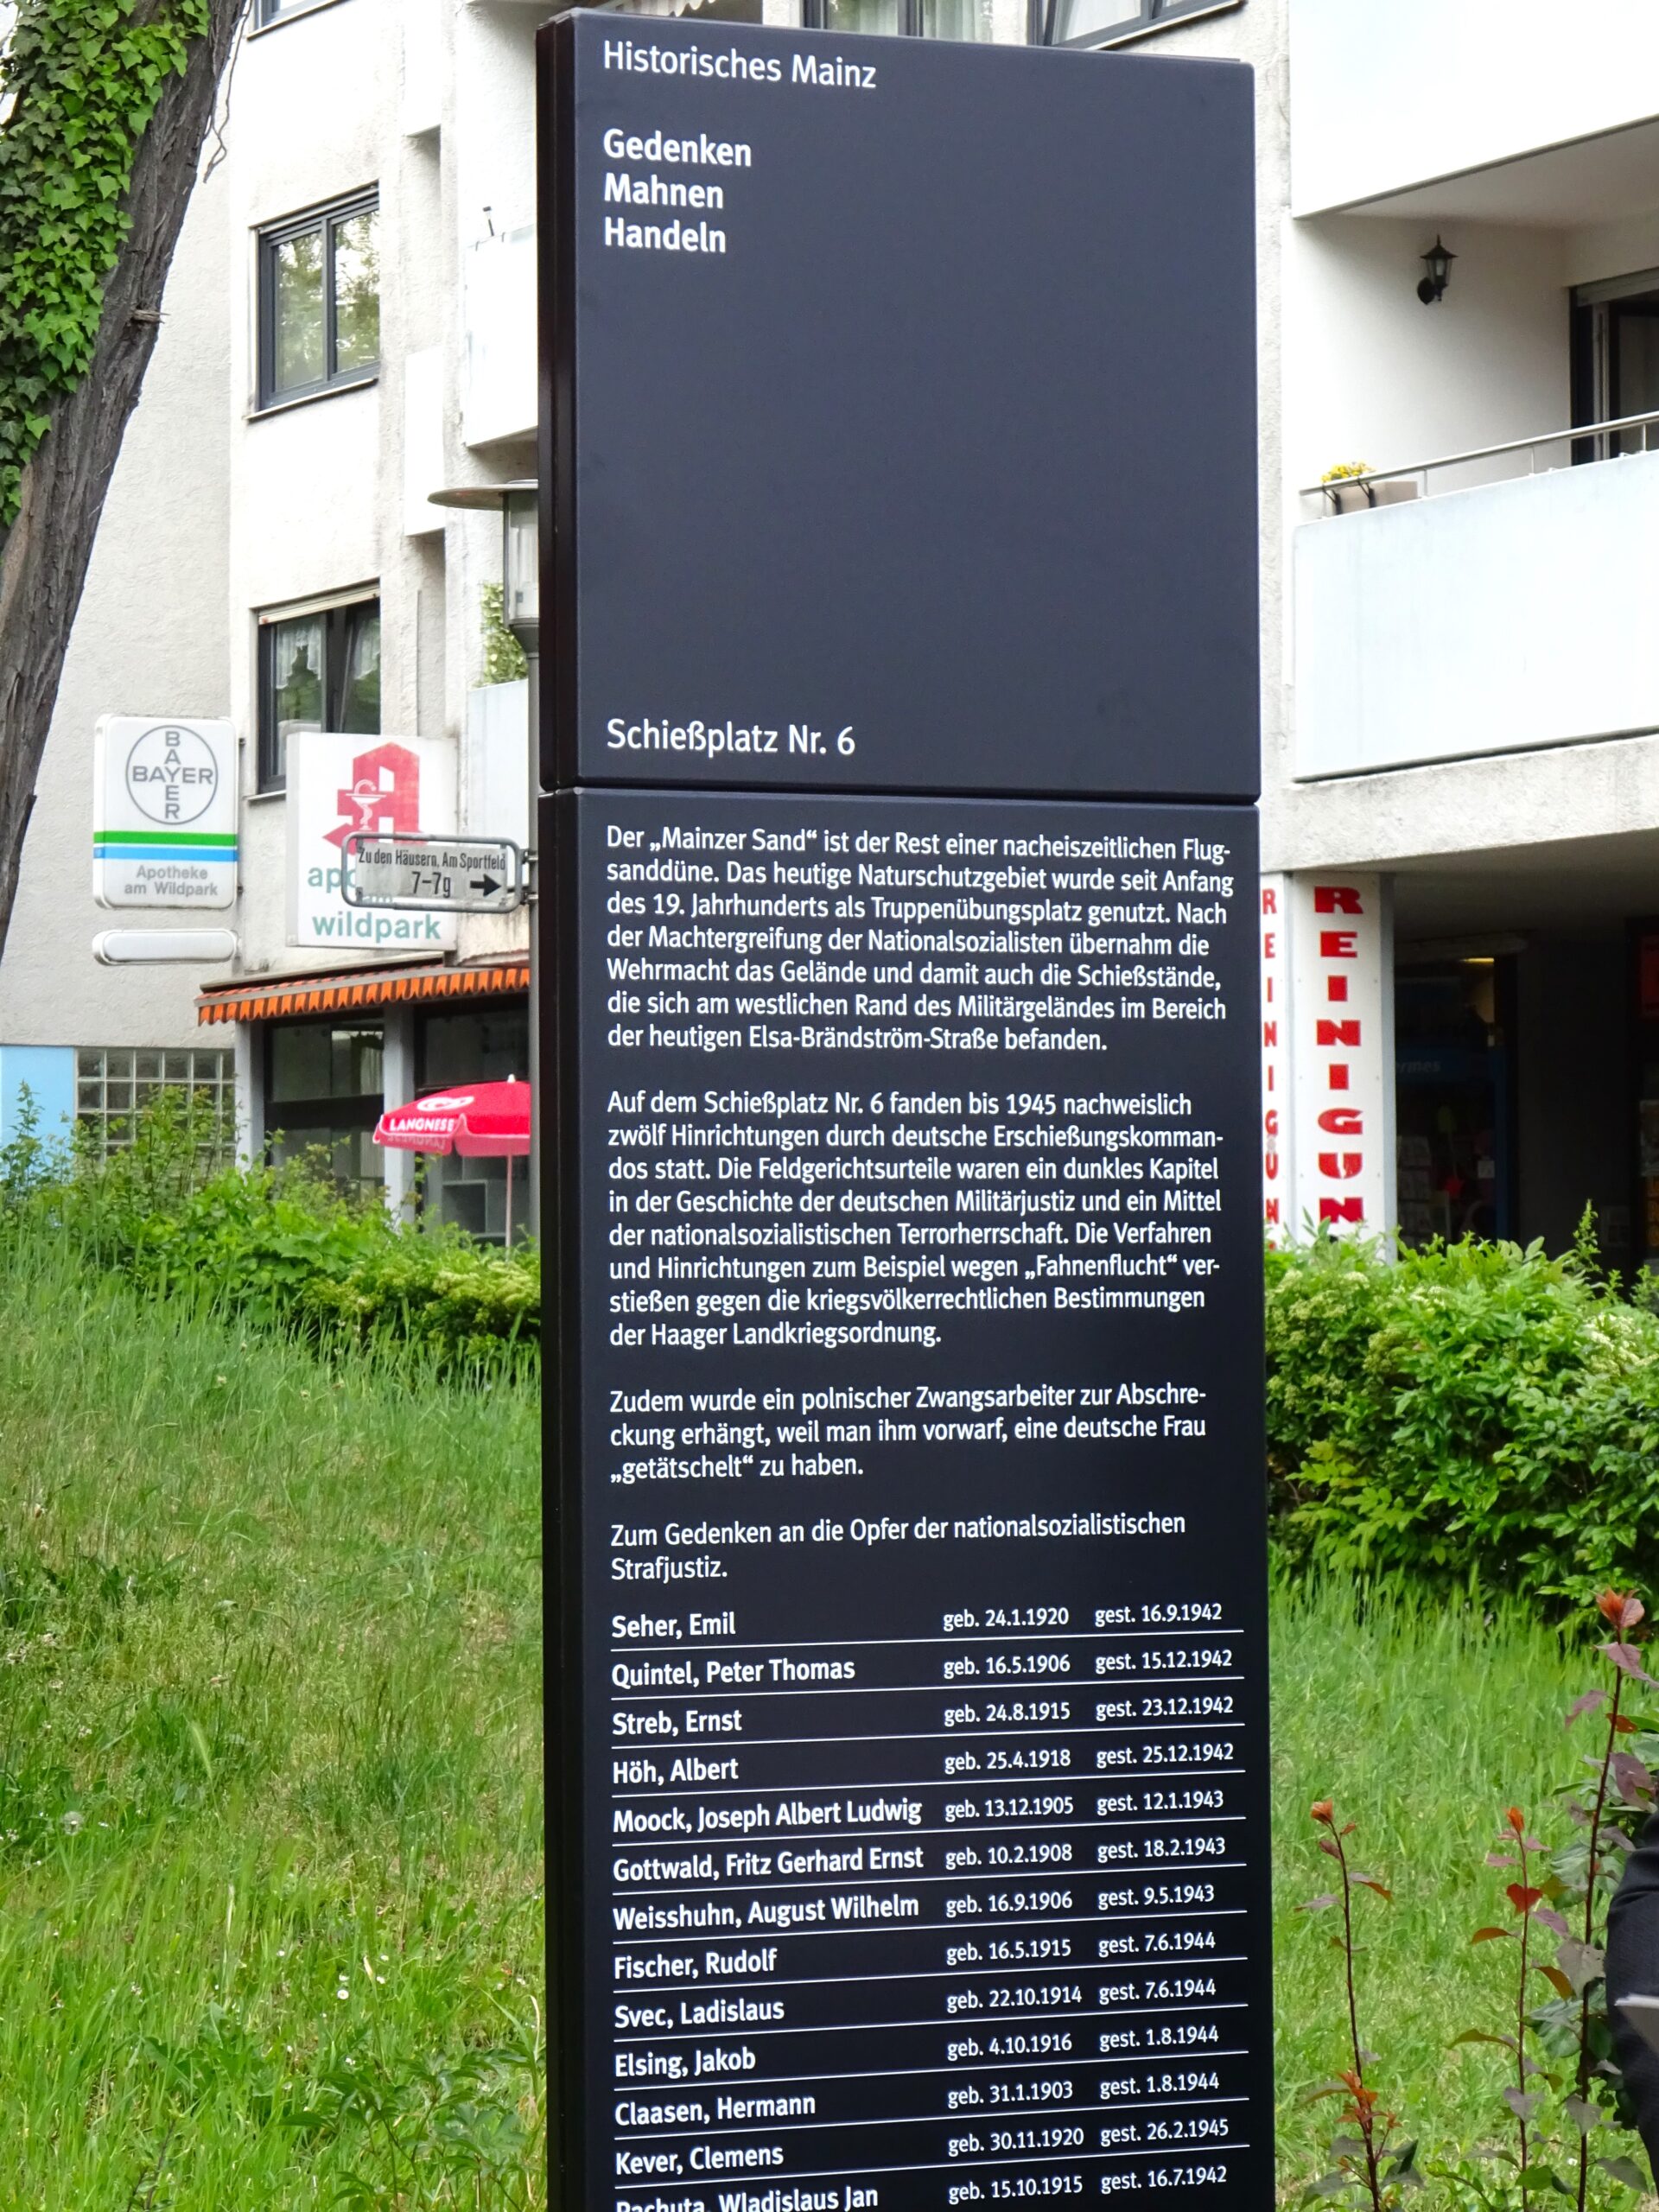 Historisches Mainz
Gedenken
Mahnen
Handeln
Schießplatz Nr. 6
Der „Mainzer Sand“ ist der Rest einer nacheiszeitlichen Flug-
sanddüne. Das heutige Naturschutzgebiet wurde seit Anfang
des 19. Jahrhunderts als Truppenübungsplatz genutzt. Nach
der Machtergreifung der Nationalsozialisten übernahm die
Wehrmacht das Gelände und damit auch die Schießstände,
die sich am westlichen Rand des Militärgeländes im Bereich
der heutigen Elsa-Brändström-Straße befanden.
Auf dem Schießplatz Nr. 6 fanden bis 1945 nachweislich
zwölf Hinrichtungen durch deutsche Erschießungskomman-
dos statt. Die Feldgerichtsurteile waren ein dunkles Kapitel
in der Geschichte der deutschen Militärjustiz und ein Mittel
der nationalsozialistischen Terrorherrschaft. Die Verfahren
und Hinrichtungen zum Beispiel wegen „Fahnenflucht“ ver-
stießen gegen die kriegsvölkerrechtlichen Bestimmungen
der Haager Landkriegsordnung.
Zudem wurde ein polnischer Zwangsarbeiter zur Abschre-
ckung erhängt, weil man ihm vorwarf, eine deutsche Frau
„getätschelt“ zu haben.
Zum Gedenken an die Opfer der nationalsozialistischen
Strafjustiz.
Seher, Emil geb. 24.1.1920 gest. 16.9.1942
Quintel, Peter Thomas geb. 16.5.1906 gest. 15.12.1942
Streb, Ernst geb. 24.8.1915 gest. 23.12.1942
Höh, Albert geb. 25.4.1918 gest. 25.12.1942
Moock, Joseph Albert Ludwig geb. 13.12.1905 gest. 12.1.1943
Gottwald, Fritz Gerhard Ernst geb. 10.2.1908 gest. 18.2.1943
Weisshuhn, August Wilhelm geb. 16.9.1906 gest. 9.5.1943
Fischer, Rudolf geb. 16.5.1915 gest. 7.6.1944
Svec, Ladislaus geb. 22.10.1914 gest. 7.6.1944
Elsing, Jakob geb. 4.10.1916 gest. 1.8.1944
Claasen, Hermann geb. 31.1.1903 gest. 1.8.1944
Kever, Clemens geb. 30.11.1920 gest. 26.2.1945
Pachuta, Wladislaus Jan geb. 15.10.1915 gest. 16.7.1942
BAYER
BAYER
Apotheke
am Wildpark
wildpark
Zu den Häusern, Am Sportfeld
7-7g
LANGNESE
REINIGUN
REINIGUN